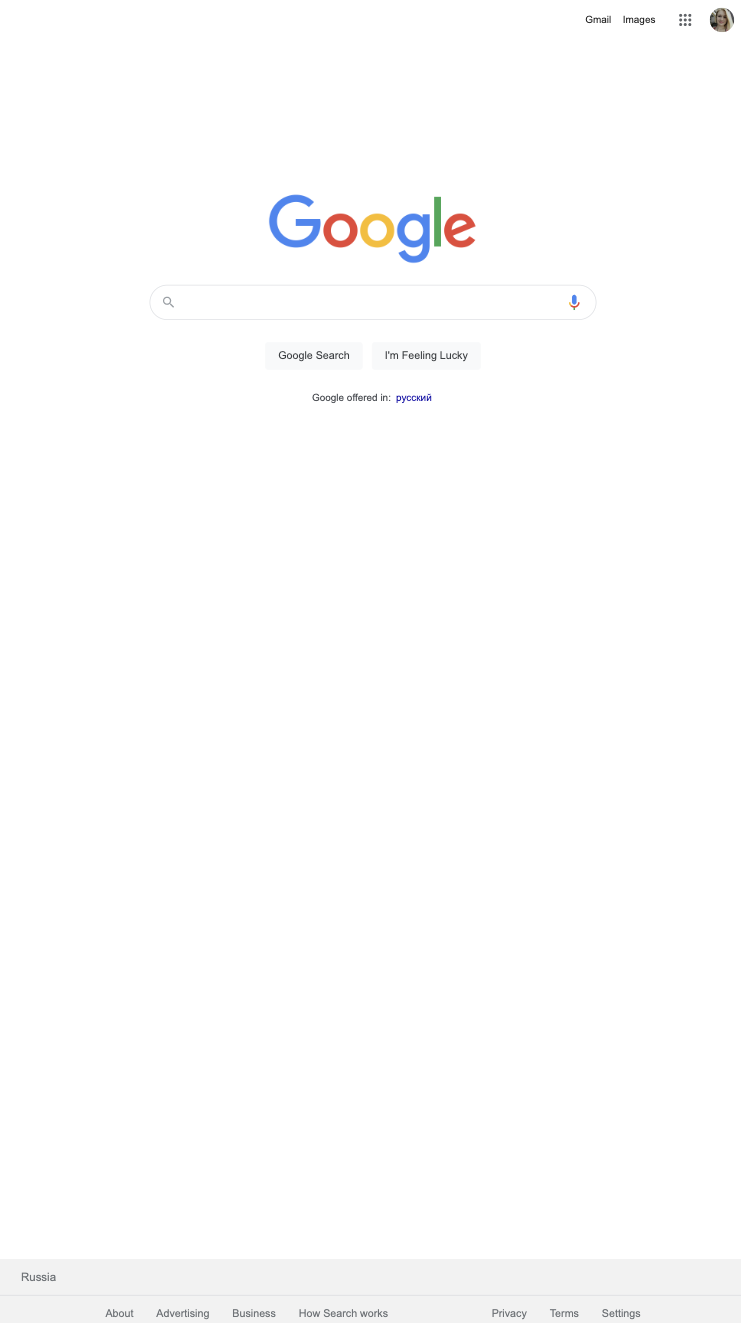 Gmail Images
Google
Google Search I'm Feeling Lucky
Google offered in: русский
Russia
About Advertising Business How Search works Privacy Terms Settings